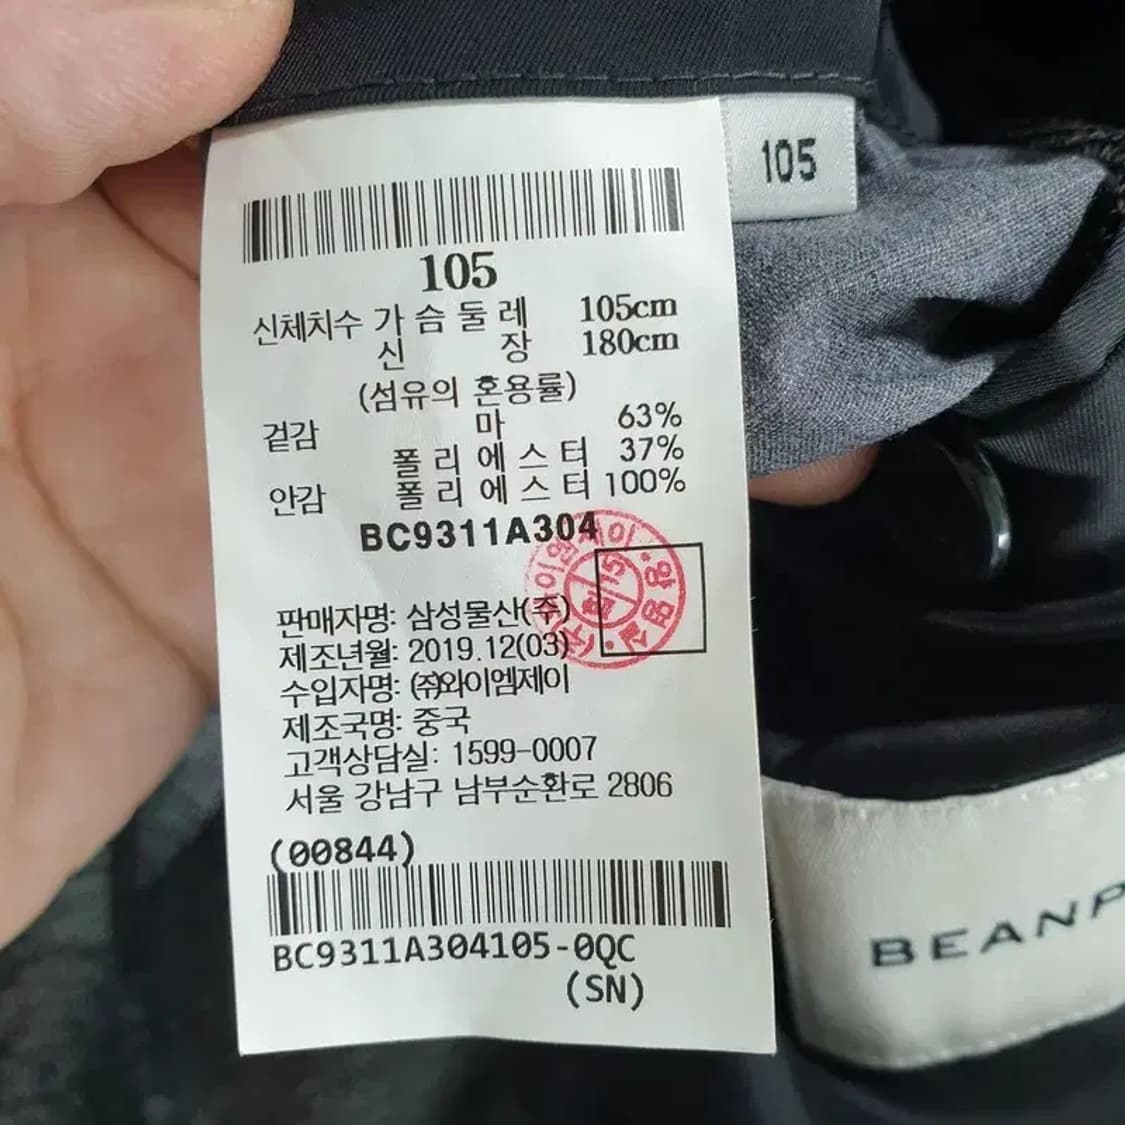 105
105
신체치수 가슴둘레 105cm
신장 180cm
(섬유의 혼용률)
겉감 마 63%
폴리에스터 37%
안감 폴리에스터 100%
BC9311A304
판매자명: 삼성물산(주)
제조년월: 2019.12(03)
수입자명: (주)와이엠제이
제조국명: 중국
고객상담실: 1599-0007
서울 강남구 남부순환로 2806
(00844)
BC9311A304105-0QC
(SN)
BEANP